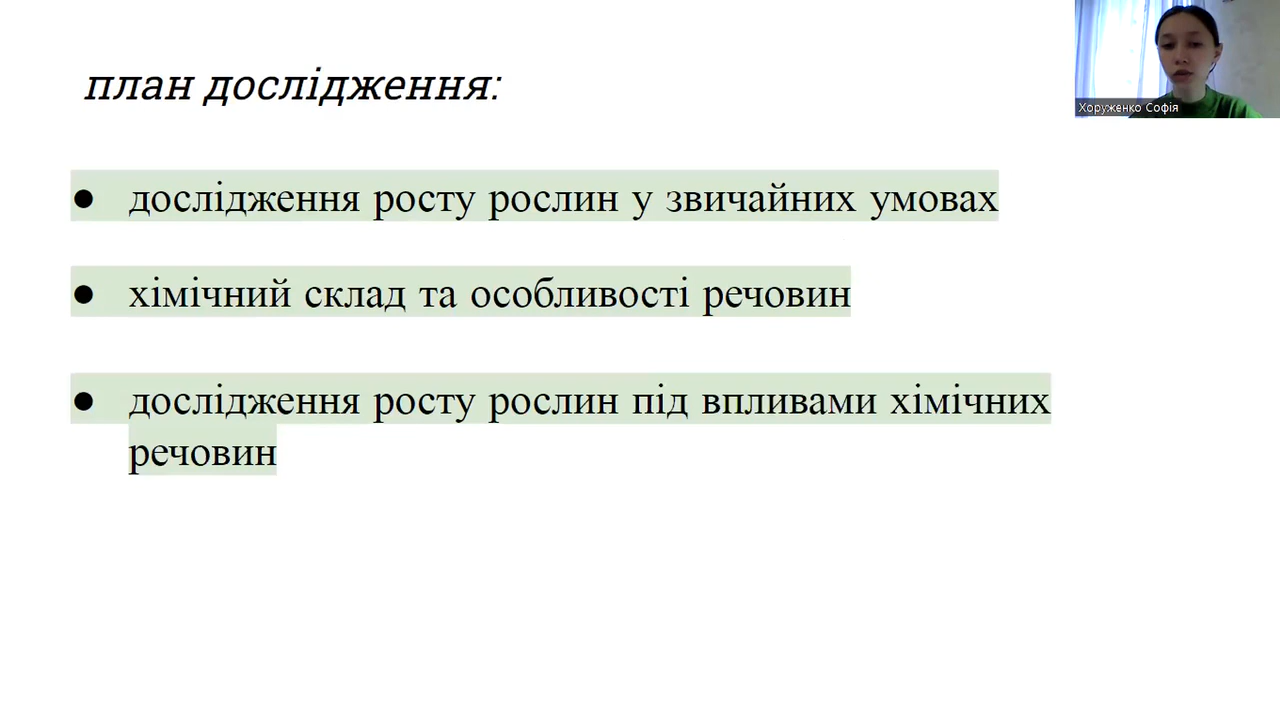 план дослідження:
Хоруженко Софія
● дослідження росту рослин у звичайних умовах
● хімічний склад та особливості речовин
● дослідження росту рослин під впливами хімічних
речовин